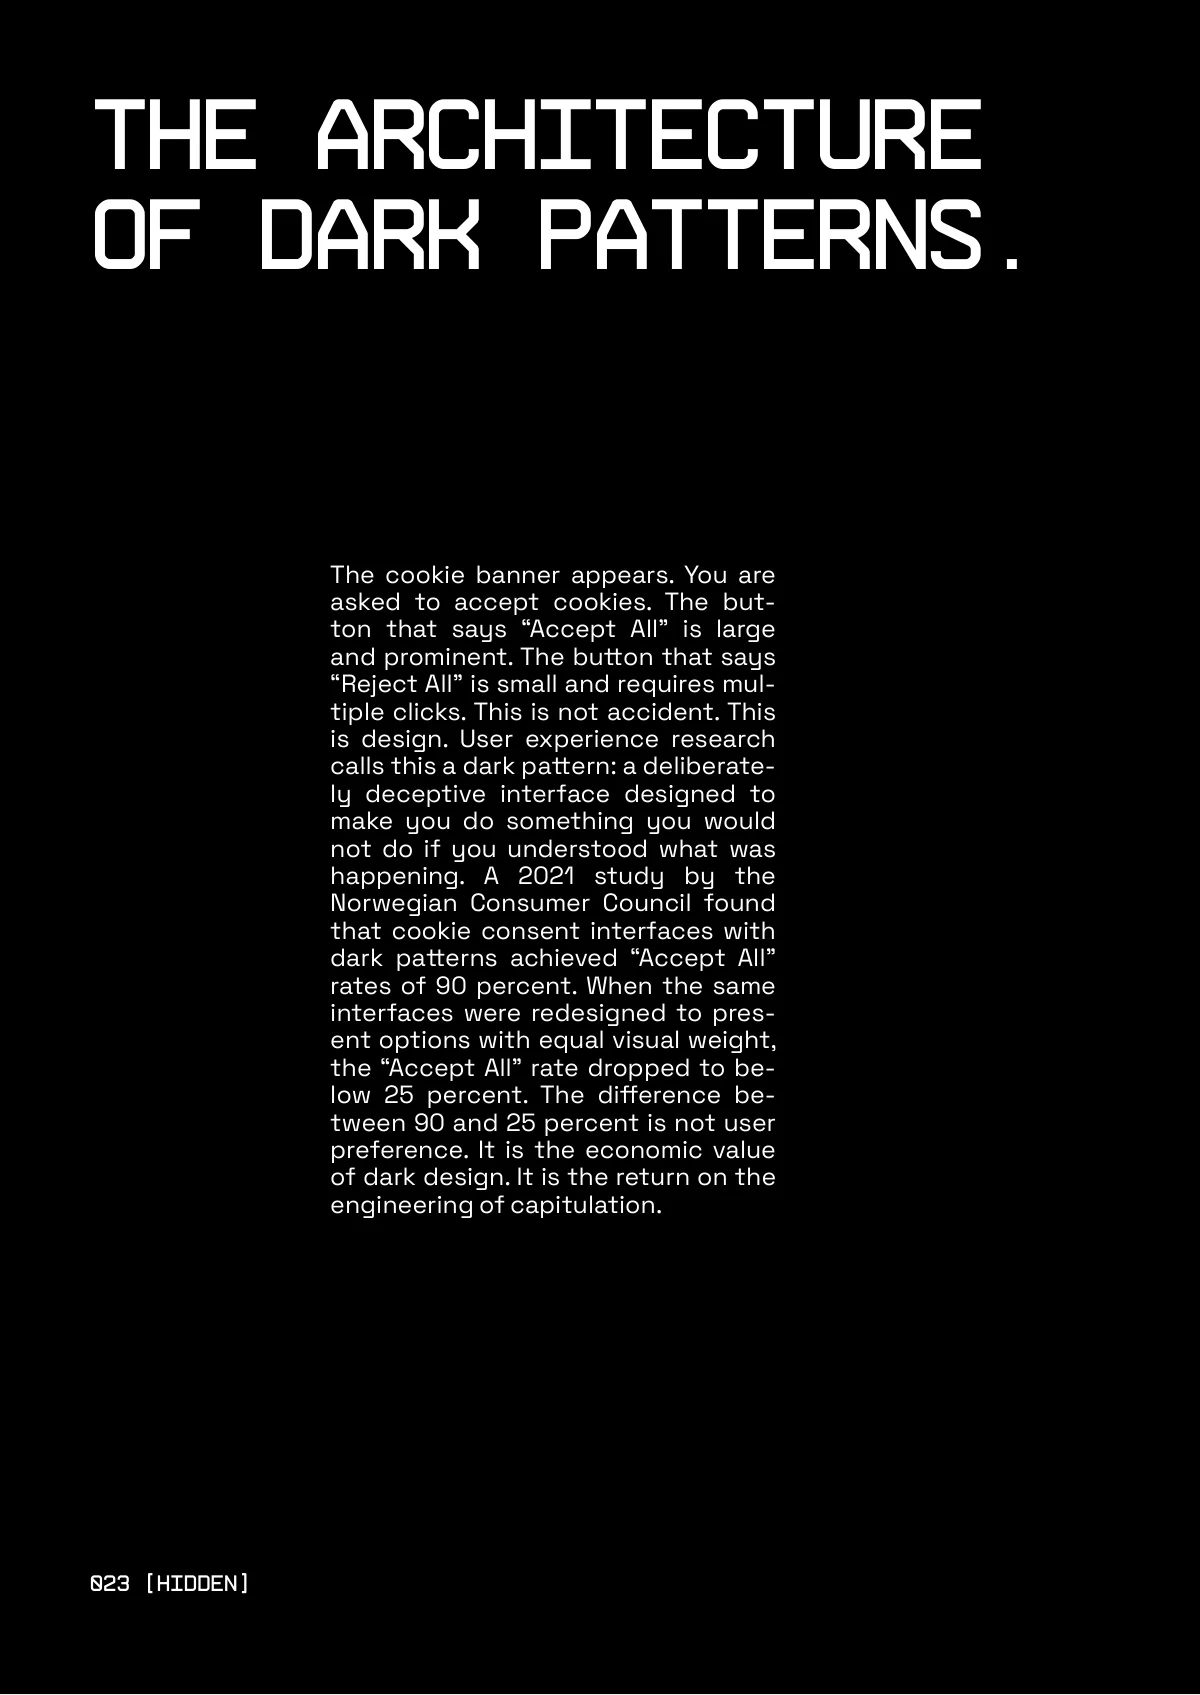 THE ARCHITECTURE
OF DARK PATTERNS.
The cookie banner appears. You are
asked to accept cookies. The but-
ton that says “Accept All” is large
and prominent. The button that says
“Reject All” is small and requires mul-
tiple clicks. This is not accident. This
is design. User experience research
calls this a dark pattern: a deliberate-
ly deceptive interface designed to
make you do something you would
not do if you understood what was
happening. A 2021 study by the
Norwegian Consumer Council found
that cookie consent interfaces with
dark patterns achieved “Accept All”
rates of 90 percent. When the same
interfaces were redesigned to pres-
ent options with equal visual weight,
the “Accept All” rate dropped to be-
low 25 percent. The difference be-
tween 90 and 25 percent is not user
preference. It is the economic value
of dark design. It is the return on the
engineering of capitulation.
023 [HIDDEN]